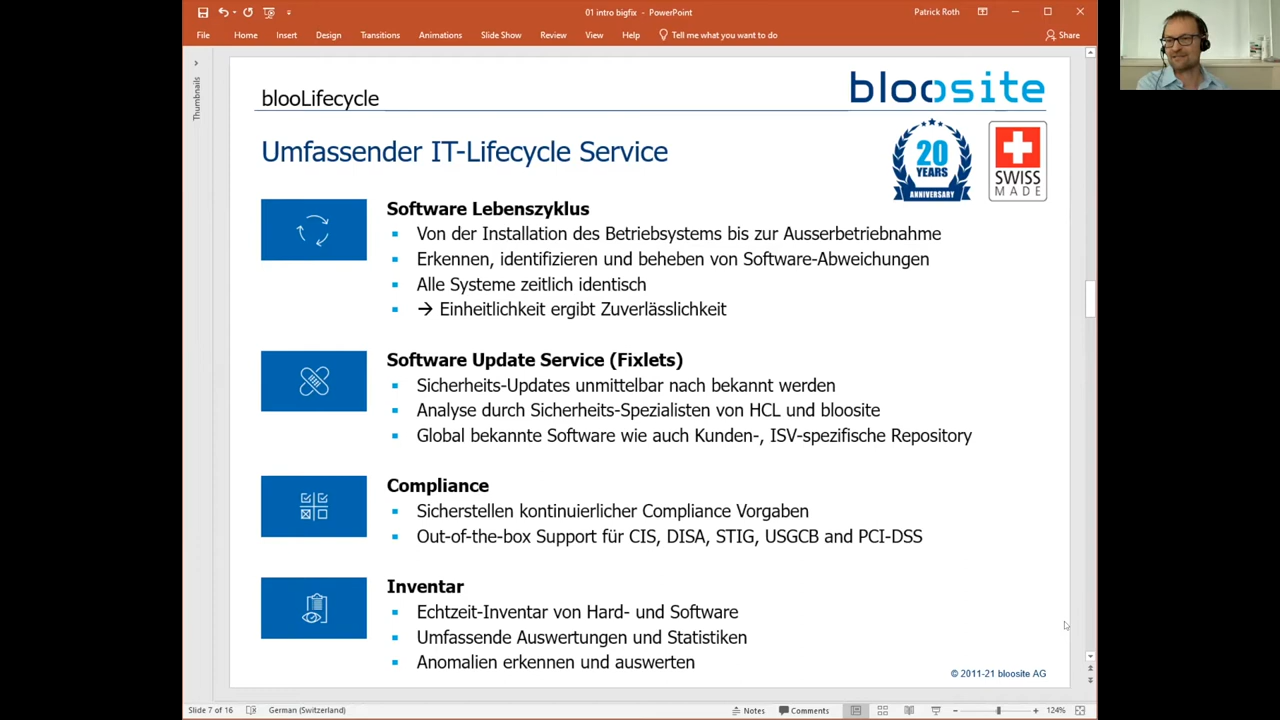 01 intro bigfix - PowerPoint
Patrick Roth
File Home Insert Design Transitions Animations Slide Show Review View Help Tell me what you want to do Share
Thumbnails
blooLifecycle
bloosite
Umfassender IT-Lifecycle Service
20
YEARS
ANNIVERSARY
SWISS
MADE
Software Lebenszyklus
Von der Installation des Betriebsystems bis zur Ausserbetriebnahme
Erkennen, identifizieren und beheben von Software-Abweichungen
Alle Systeme zeitlich identisch
→ Einheitlichkeit ergibt Zuverlässlichkeit
Software Update Service (Fixlets)
Sicherheits-Updates unmittelbar nach bekannt werden
Analyse durch Sicherheits-Spezialisten von HCL und bloosite
Global bekannte Software wie auch Kunden-, ISV-spezifische Repository
Compliance
Sicherstellen kontinuierlicher Compliance Vorgaben
Out-of-the-box Support für CIS, DISA, STIG, USGCB and PCI-DSS
Inventar
Echtzeit-Inventar von Hard- und Software
Umfassende Auswertungen und Statistiken
Anomalien erkennen und auswerten
© 2011-21 bloosite AG
Slide 7 of 16 German (Switzerland) Notes Comments 124%